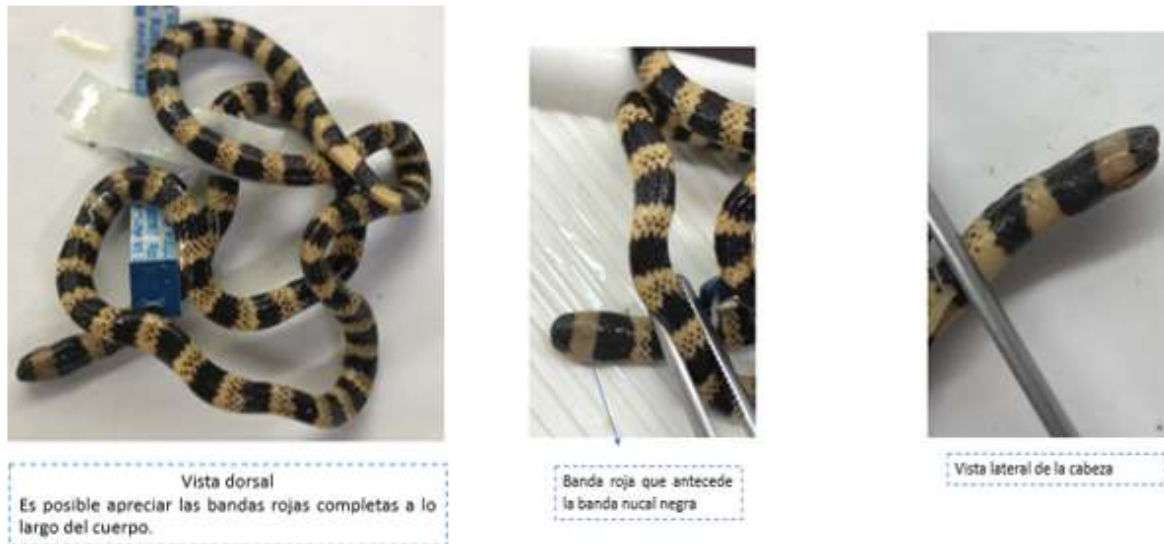 Vista dorsal
Es posible apreciar las bandas rojas completas a lo
largo del cuerpo.
Banda roja que antecede
la banda nucal negra
Vista lateral de la cabeza